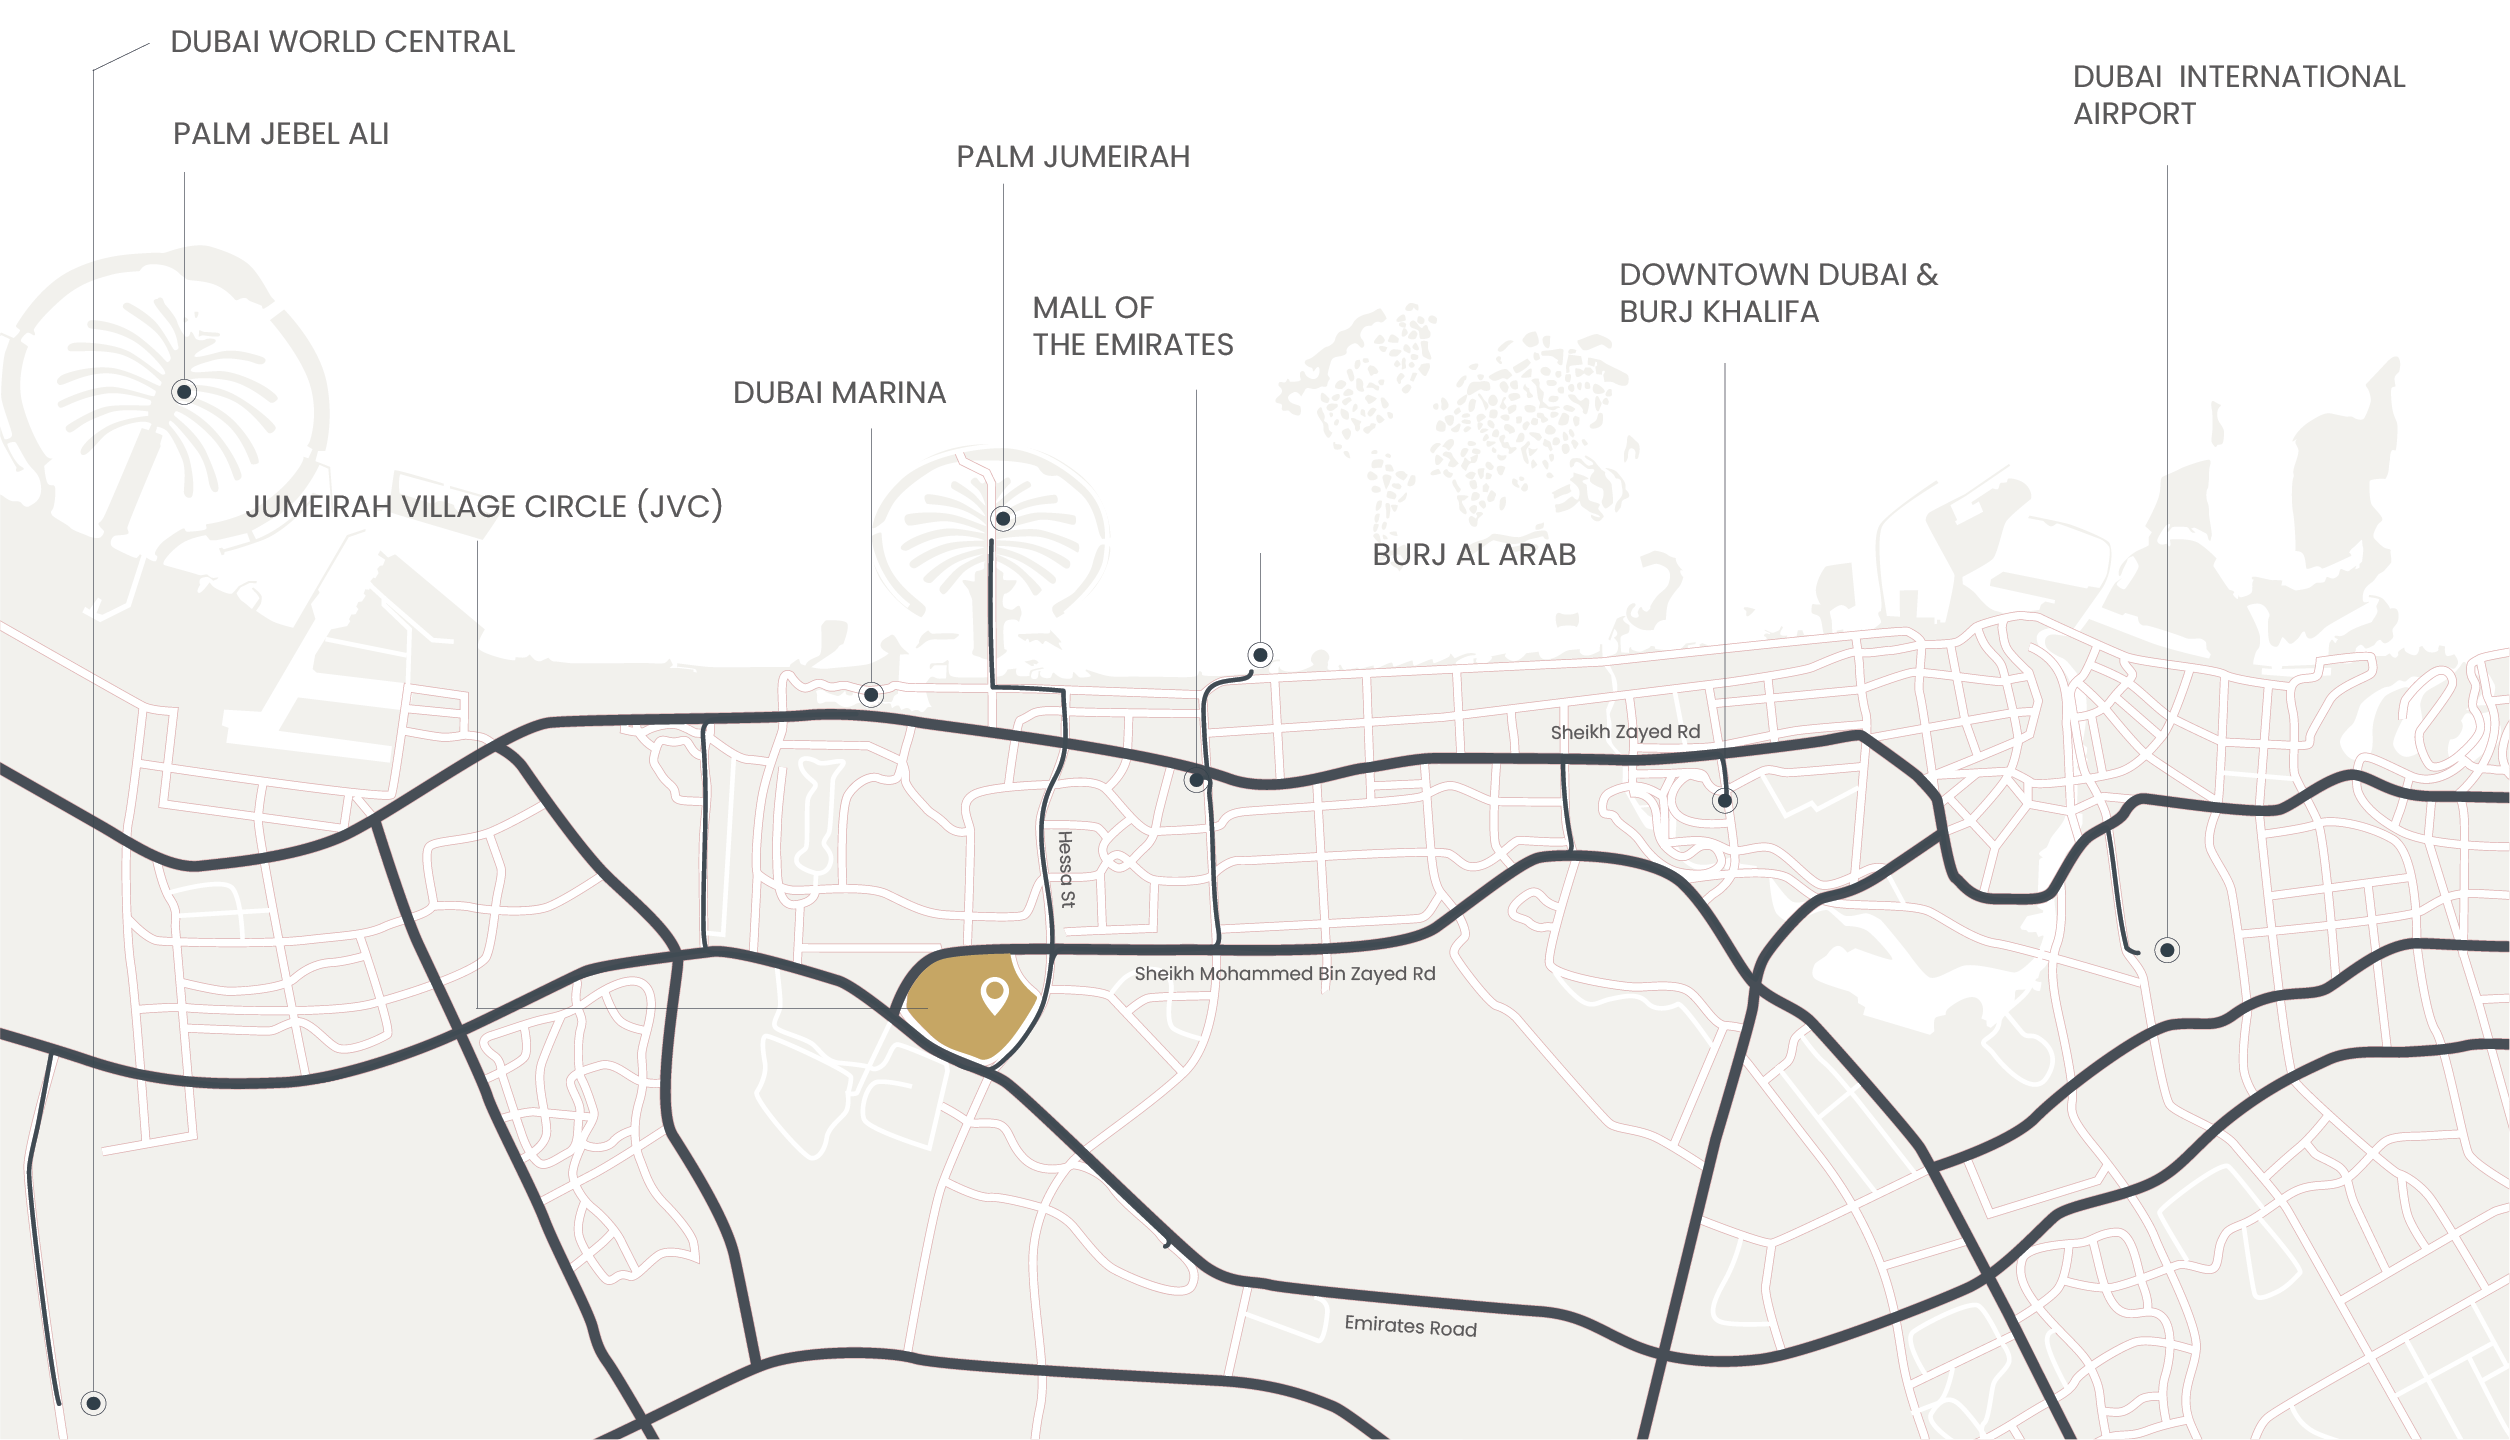 DUBAI WORLD CENTRAL
DUBAI INTERNATIONAL
AIRPORT
PALM JEBEL ALI
PALM JUMEIRAH
DOWNTOWN DUBAI &
BURJ KHALIFA
MALL OF
THE EMIRATES
DUBAI MARINA
JUMEIRAH VILLAGE CIRCLE (JVC)
BURJ AL ARAB
Sheikh Zayed Rd
Hessa St
Sheikh Mohammed Bin Zayed Rd
Emirates Road